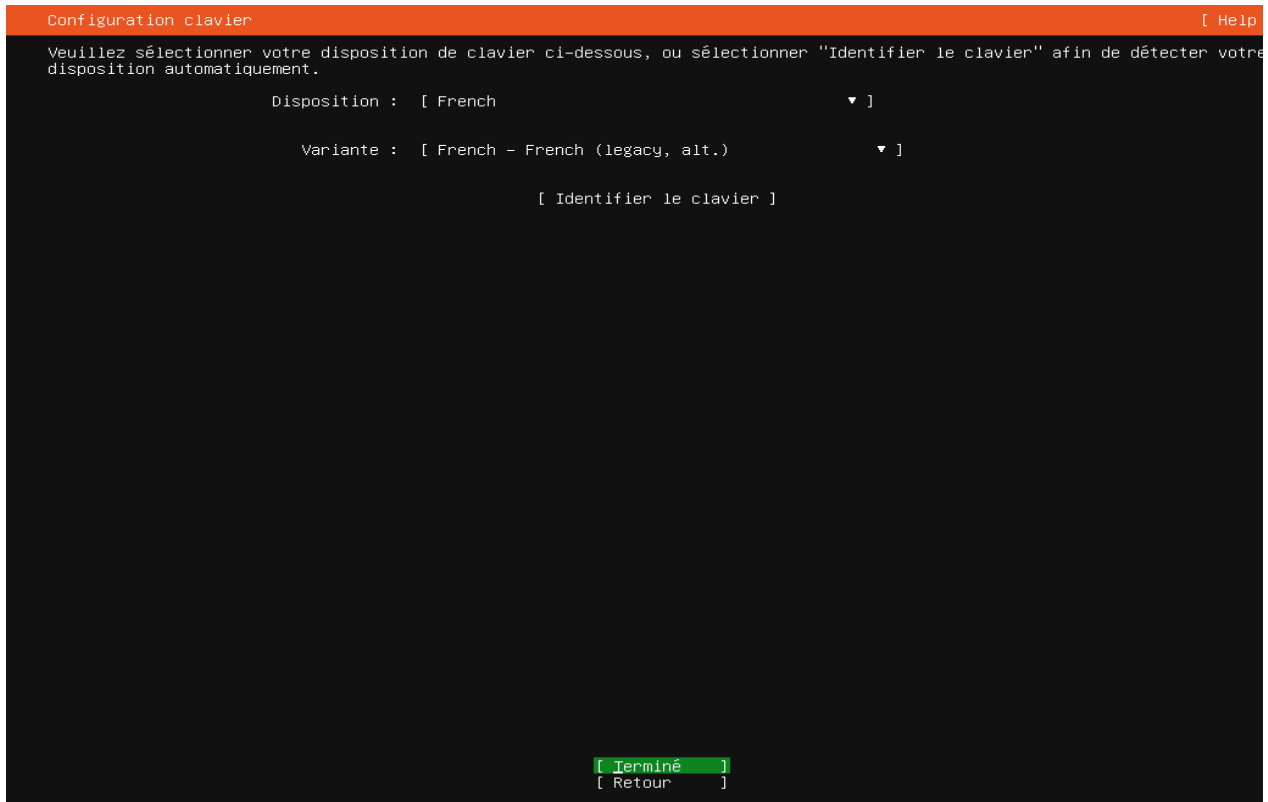 Configuration clavier [ Help
Veuillez sélectionner votre disposition de clavier ci-dessous, ou sélectionner "Identifier le clavier" afin de détecter votre
disposition automatiquement.
Disposition : [ French ▾ ]
Variante : [ French - French (legacy, alt.) ▾ ]
[ Identifier le clavier ]
[ Terminé ]
[ Retour ]